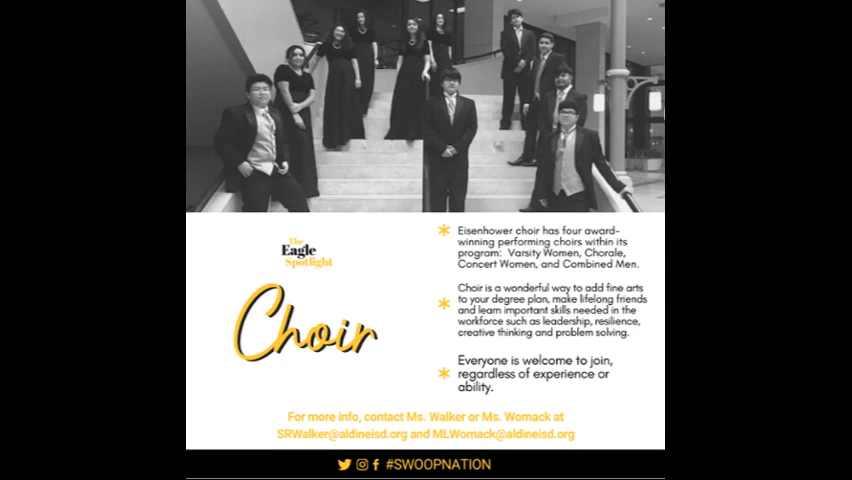 The
Eagle
Spotlight
Choir
Eisenhower choir has four award-
winning performing choirs within its
program: Varsity Women, Chorale,
Concert Women, and Combined Men.
Choir is a wonderful way to add fine arts
to your degree plan, make lifelong friends
and learn important skills needed in the
workforce such as leadership, resilience,
creative thinking and problem solving.
Everyone is welcome to join,
regardless of experience or
ability.
For more info, contact Ms. Walker or Ms. Womack at
SRWalker@aldineisd.org and MLWomack@aldineisd.org
#SWOOPNATION